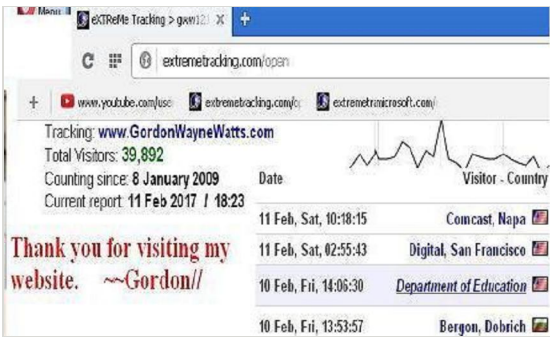 Menu
eXTReMe Tracking > gww12
extremetracking.com/open
www.youtube.com/use
extremetracking.com/o
extremetrmicrosoft.com/
Tracking: www.GordonWayneWatts.com
Total Visitors: 39,892
Counting since: 8 January 2009
Current report: 11 Feb 2017 / 18:23
Date Visitor - Country
11 Feb, Sat, 10:18:15 Comcast, Napa
11 Feb, Sat, 02:55:43 Digital, San Francisco
10 Feb, Fri, 14:06:30 Department of Education
10 Feb, Fri, 13:53:57 Bergon, Dobrich
Thank you for visiting my
website. ~~Gordon//